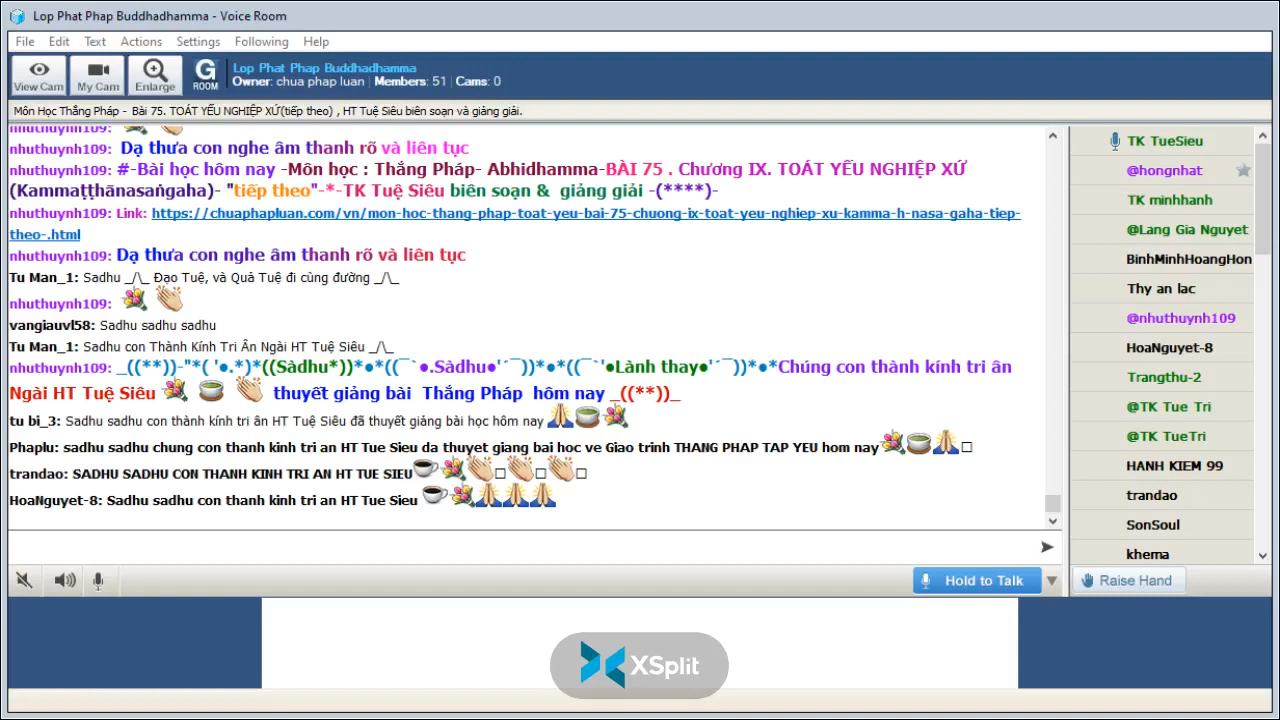 Lop Phat Phap Buddhadhamma - Voice Room
File Edit Text Actions Settings Following Help
View Cam My Cam Enlarge G ROOM
Lop Phat Phap Buddhadhamma
Owner: chua phap luan | Members: 51 | Cams: 0
Môn Học Thắng Pháp - Bài 75. TOÁT YẾU NGHIỆP XỨ(tiếp theo) , HT Tuệ Siêu biên soạn và giảng giải.
nhuthuynh109:
nhuthuynh109: Dạ thưa con nghe âm thanh rõ và liên tục
nhuthuynh109: #-Bài học hôm nay -Môn học : Thắng Pháp- Abhidhamma-BÀI 75 . Chương IX. TOÁT YẾU NGHIỆP XỨ
(Kammaṭṭhānasaṅgaha)- "tiếp theo"-*-TK Tuệ Siêu biên soạn & giảng giải -(****)-
nhuthuynh109: Link: https://chuaphapluan.com/vn/mon-hoc-thang-phap-toat-yeu-bai-75-chuong-ix-toat-yeu-nghiep-xu-kamma-h-nasa-gaha-tiep-
theo-.html
nhuthuynh109: Dạ thưa con nghe âm thanh rõ và liên tục
Tu Man_1: Sadhu _/\_ Đạo Tuệ, và Quả Tuệ đi cùng đường _/\_
nhuthuynh109:
vangiauvl58: Sadhu sadhu sadhu
Tu Man_1: Sadhu con Thành Kính Tri Ân Ngài HT Tuệ Siêu _/\_
nhuthuynh109: _((**))-"*( '●.*)*((Sàdhu*))*●*((¯`●.Sàdhu●'´¯))*●*((¯`'●Lành thay●'´¯))*●*Chúng con thành kính tri ân
Ngài HT Tuệ Siêu thuyết giảng bài Thắng Pháp hôm nay _((**))_
tu bi_3: Sadhu sadhu con thành kính tri ân HT Tuệ Siêu đã thuyết giảng bài học hôm nay
Phaplu: sadhu sadhu chung con thanh kinh tri an HT Tue Sieu da thuyet giang bai hoc ve Giao trinh THANG PHAP TAP YEU hom nay
trandao: SADHU SADHU CON THANH KINH TRI AN HT TUE SIEU
HoaNguyet-8: Sadhu sadhu con thanh kinh tri an HT Tue Sieu
Hold to Talk
TK TueSieu
@hongnhat
TK minhhanh
@Lang Gia Nguyet
BinhMinhHoangHon
Thy an lac
@nhuthuynh109
HoaNguyet-8
Trangthu-2
@TK Tue Tri
@TK TueTri
HANH KIEM 99
trandao
SonSoul
khema
Raise Hand
XSplit